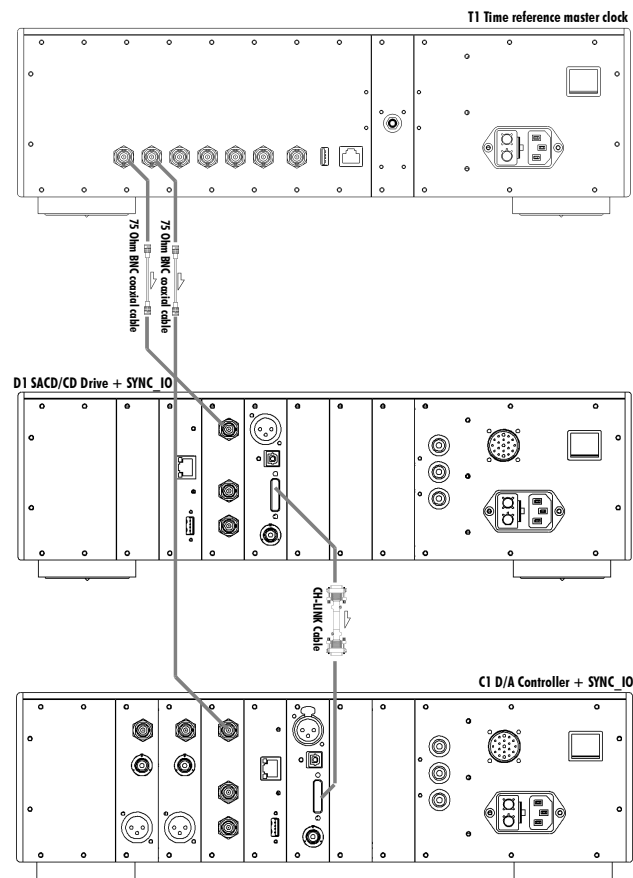 T1 Time reference master clock
75 Ohm BNC coaxial cable
75 Ohm BNC coaxial cable
D1 SACD/CD Drive + SYNC_IO
CH-LINK Cable
C1 D/A Controller + SYNC_IO